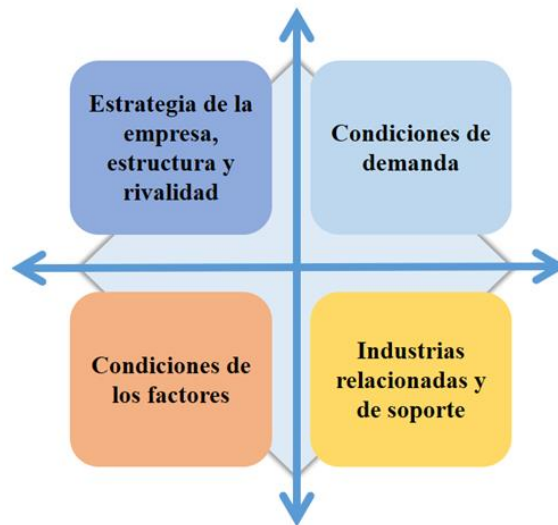 Estrategia de la
empresa,
estructura y
rivalidad
Condiciones de
demanda
Condiciones de
los factores
Industrias
relacionadas y
de soporte